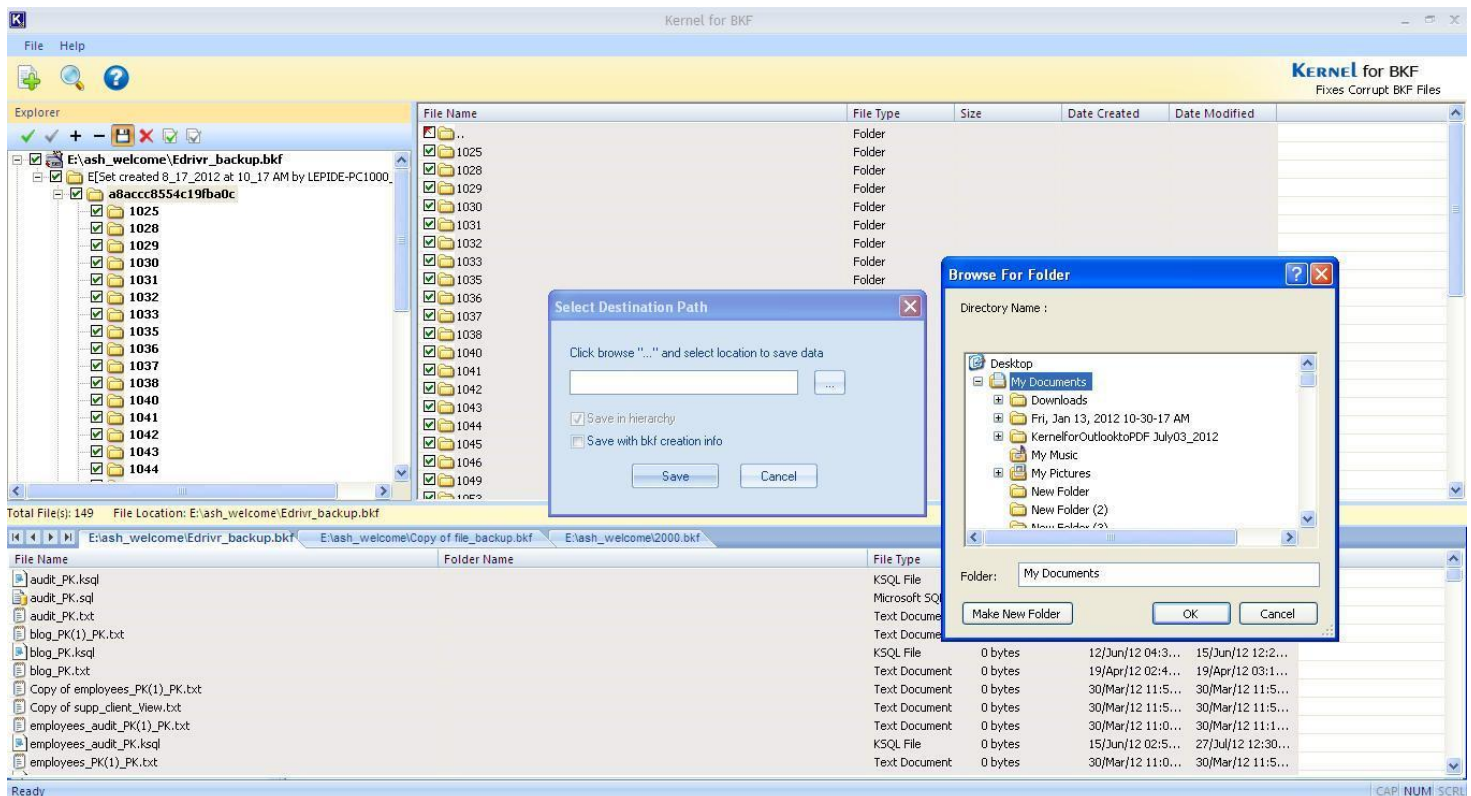 Kernel for BKF
File Help
KERNEL for BKF
Fixes Corrupt BKF Files
Explorer
E:\ash_welcome\Edrivr_backup.bkf
E[Set created 8_17_2012 at 10_17 AM by LEPIDE-PC1000_
a8accc8554c19fba0c
1025
1028
1029
1030
1031
1032
1033
1035
1036
1037
1038
1040
1041
1042
1043
1044
File Name File Type Size Date Created Date Modified
.. Folder
1025 Folder
1028 Folder
1029 Folder
1030 Folder
1031 Folder
1032 Folder
1033 Folder
1035 Folder
1036
1037
1038
1040
1041
1042
1043
1044
1045
1046
1049
Select Destination Path
Click browse "..." and select location to save data
...
Save in hierarchy
Save with bkf creation info
Save Cancel
Browse For Folder
Directory Name :
Desktop
My Documents
Downloads
Fri, Jan 13, 2012 10-30-17 AM
KernelforOutlooktoPDF July03_2012
My Music
My Pictures
New Folder
New Folder (2)
New Folder (3)
Folder: My Documents
Make New Folder OK Cancel
Total File(s): 149 File Location: E:\ash_welcome\Edrivr_backup.bkf
E:\ash_welcome\Edrivr_backup.bkf E:\ash_welcome\Copy of file_backup.bkf E:\ash_welcome\2000.bkf
File Name Folder Name File Type
audit_PK.ksql KSQL File
audit_PK.sql Microsoft SQ
audit_PK.txt Text Docume
blog_PK(1)_PK.txt Text Docume
blog_PK.ksql KSQL File 0 bytes 12/Jun/12 04:3... 15/Jun/12 12:2...
blog_PK.txt Text Document 0 bytes 19/Apr/12 02:4... 19/Apr/12 03:1...
Copy of employees_PK(1)_PK.txt Text Document 0 bytes 30/Mar/12 11:5... 30/Mar/12 11:5...
Copy of supp_client_View.txt Text Document 0 bytes 30/Mar/12 11:5... 30/Mar/12 11:5...
employees_audit_PK(1)_PK.txt Text Document 0 bytes 30/Mar/12 11:0... 30/Mar/12 11:1...
employees_audit_PK.ksql KSQL File 0 bytes 15/Jun/12 02:5... 27/Jul/12 12:30...
employees_PK(1)_PK.txt Text Document 0 bytes 30/Mar/12 11:0... 30/Mar/12 11:5...
Ready CAP NUM SCRL